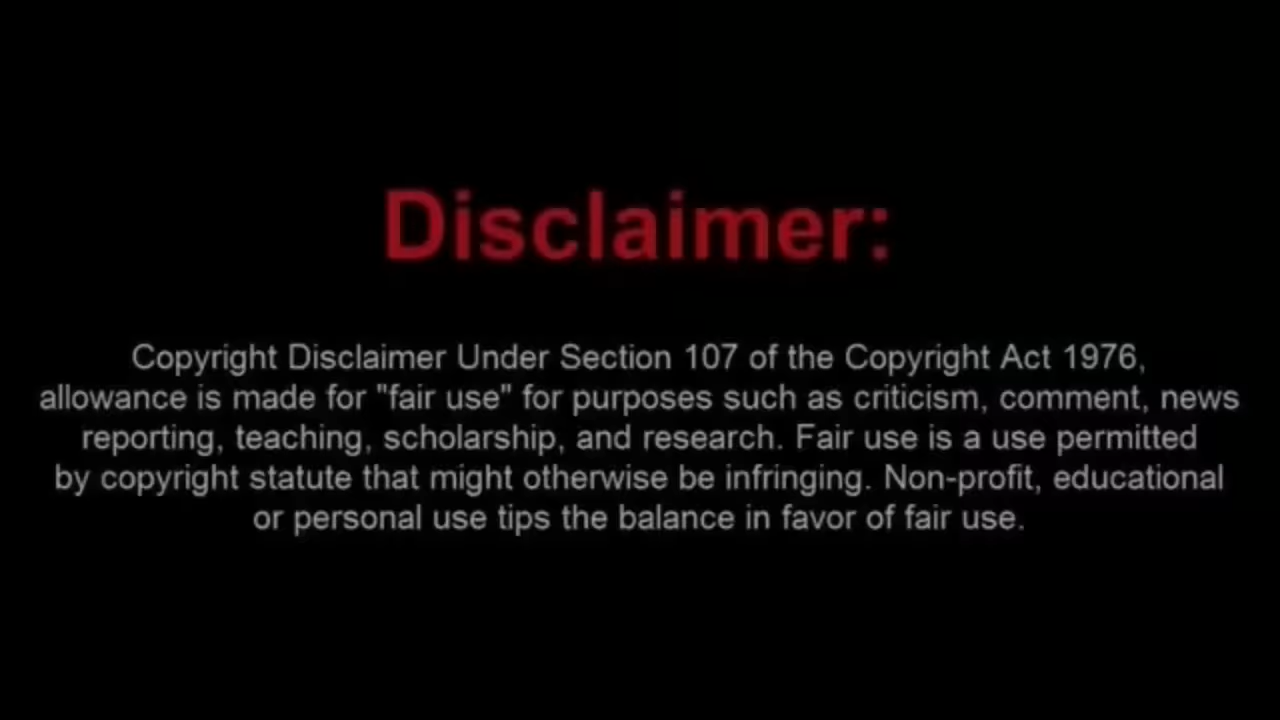 Disclaimer:
Copyright Disclaimer Under Section 107 of the Copyright Act 1976,
allowance is made for "fair use" for purposes such as criticism, comment, news
reporting, teaching, scholarship, and research. Fair use is a use permitted
by copyright statute that might otherwise be infringing. Non-profit, educational
or personal use tips the balance in favor of fair use.